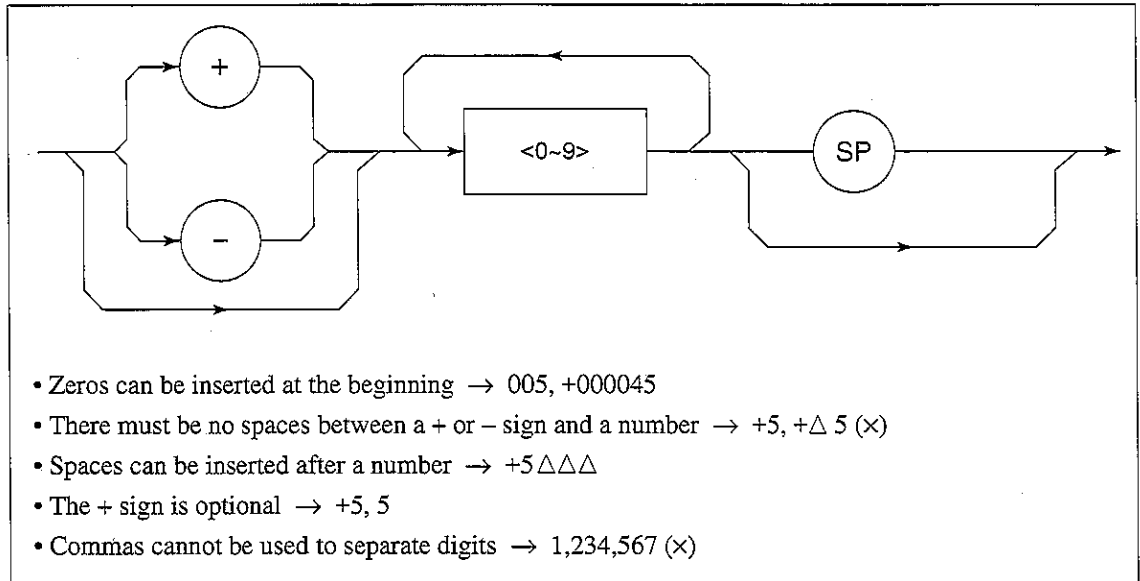 +
<0~9>
SP
−
• Zeros can be inserted at the beginning → 005, +000045
• There must be no spaces between a + or − sign and a number → +5, +△ 5 (×)
• Spaces can be inserted after a number → +5△△△
• The + sign is optional → +5, 5
• Commas cannot be used to separate digits → 1,234,567 (×)